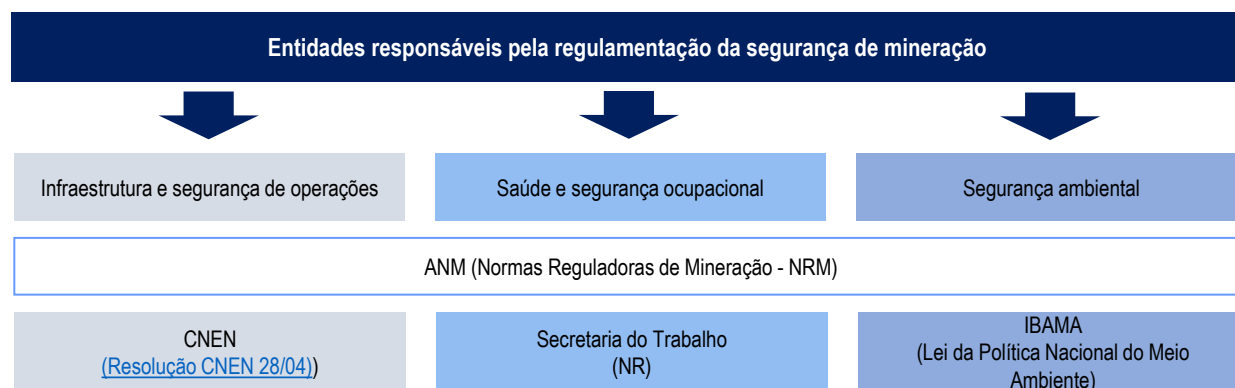 Entidades responsáveis pela regulamentação da segurança de mineração
Infraestrutura e segurança de operações
Saúde e segurança ocupacional
Segurança ambiental
ANM (Normas Reguladoras de Mineração - NRM)
CNEN
(Resolução CNEN 28/04))
Secretaria do Trabalho
(NR)
IBAMA
(Lei da Política Nacional do Meio
Ambiente)